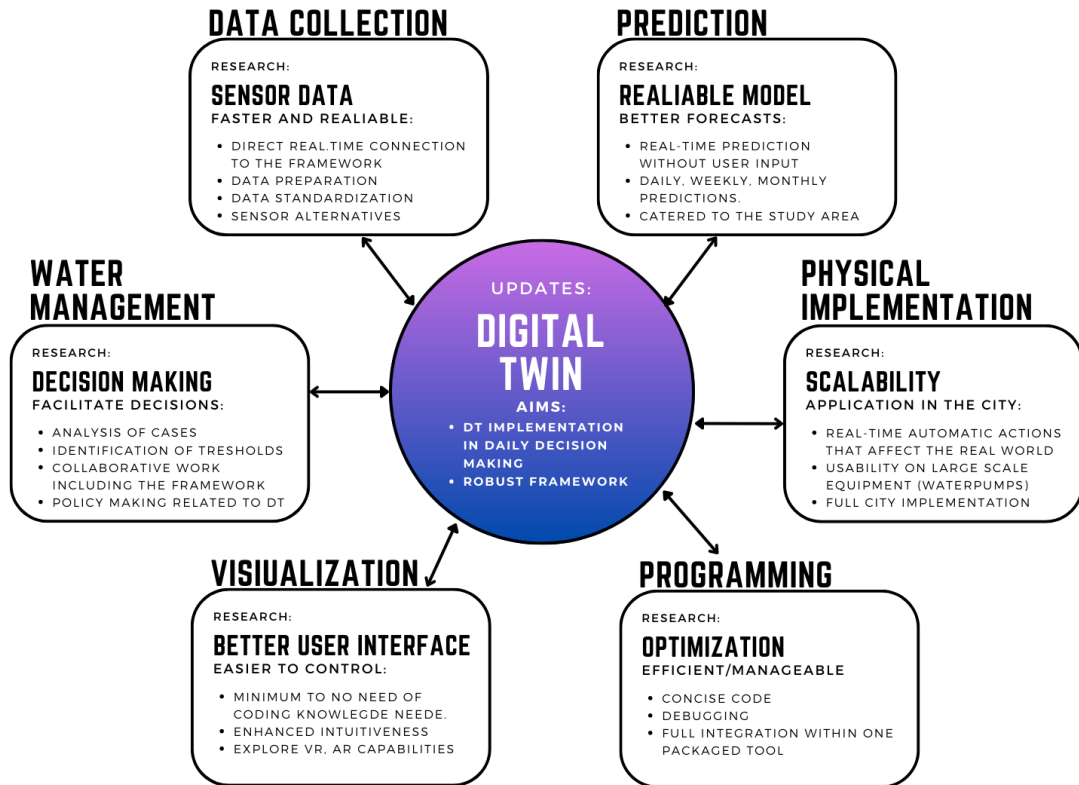 DATA COLLECTION
RESEARCH:
SENSOR DATA
FASTER AND REALIABLE:
• DIRECT REAL.TIME CONNECTION
TO THE FRAMEWORK
• DATA PREPARATION
• DATA STANDARDIZATION
• SENSOR ALTERNATIVES
PREDICTION
RESEARCH:
REALIABLE MODEL
BETTER FORECASTS:
• REAL-TIME PREDICTION
WITHOUT USER INPUT
• DAILY, WEEKLY, MONTHLY
PREDICTIONS.
• CATERED TO THE STUDY AREA
WATER
MANAGEMENT
RESEARCH:
DECISION MAKING
FACILITATE DECISIONS:
• ANALYSIS OF CASES
• IDENTIFICATION OF TRESHOLDS
• COLLABORATIVE WORK
INCLUDING THE FRAMEWORK
• POLICY MAKING RELATED TO DT
UPDATES:
DIGITAL
TWIN
AIMS:
• DT IMPLEMENTATION
IN DAILY DECISION
MAKING
• ROBUST FRAMEWORK
PHYSICAL
IMPLEMENTATION
RESEARCH:
SCALABILITY
APPLICATION IN THE CITY:
• REAL-TIME AUTOMATIC ACTIONS
THAT AFFECT THE REAL WORLD
• USABILITY ON LARGE SCALE
EQUIPMENT (WATERPUMPS)
• FULL CITY IMPLEMENTATION
VISIUALIZATION
RESEARCH:
BETTER USER INTERFACE
EASIER TO CONTROL:
• MINIMUM TO NO NEED OF
CODING KNOWLEGDE NEEDE.
• ENHANCED INTUITIVENESS
• EXPLORE VR, AR CAPABILITIES
PROGRAMMING
RESEARCH:
OPTIMIZATION
EFFICIENT/MANAGEABLE
• CONCISE CODE
• DEBUGGING
• FULL INTEGRATION WITHIN ONE
PACKAGED TOOL